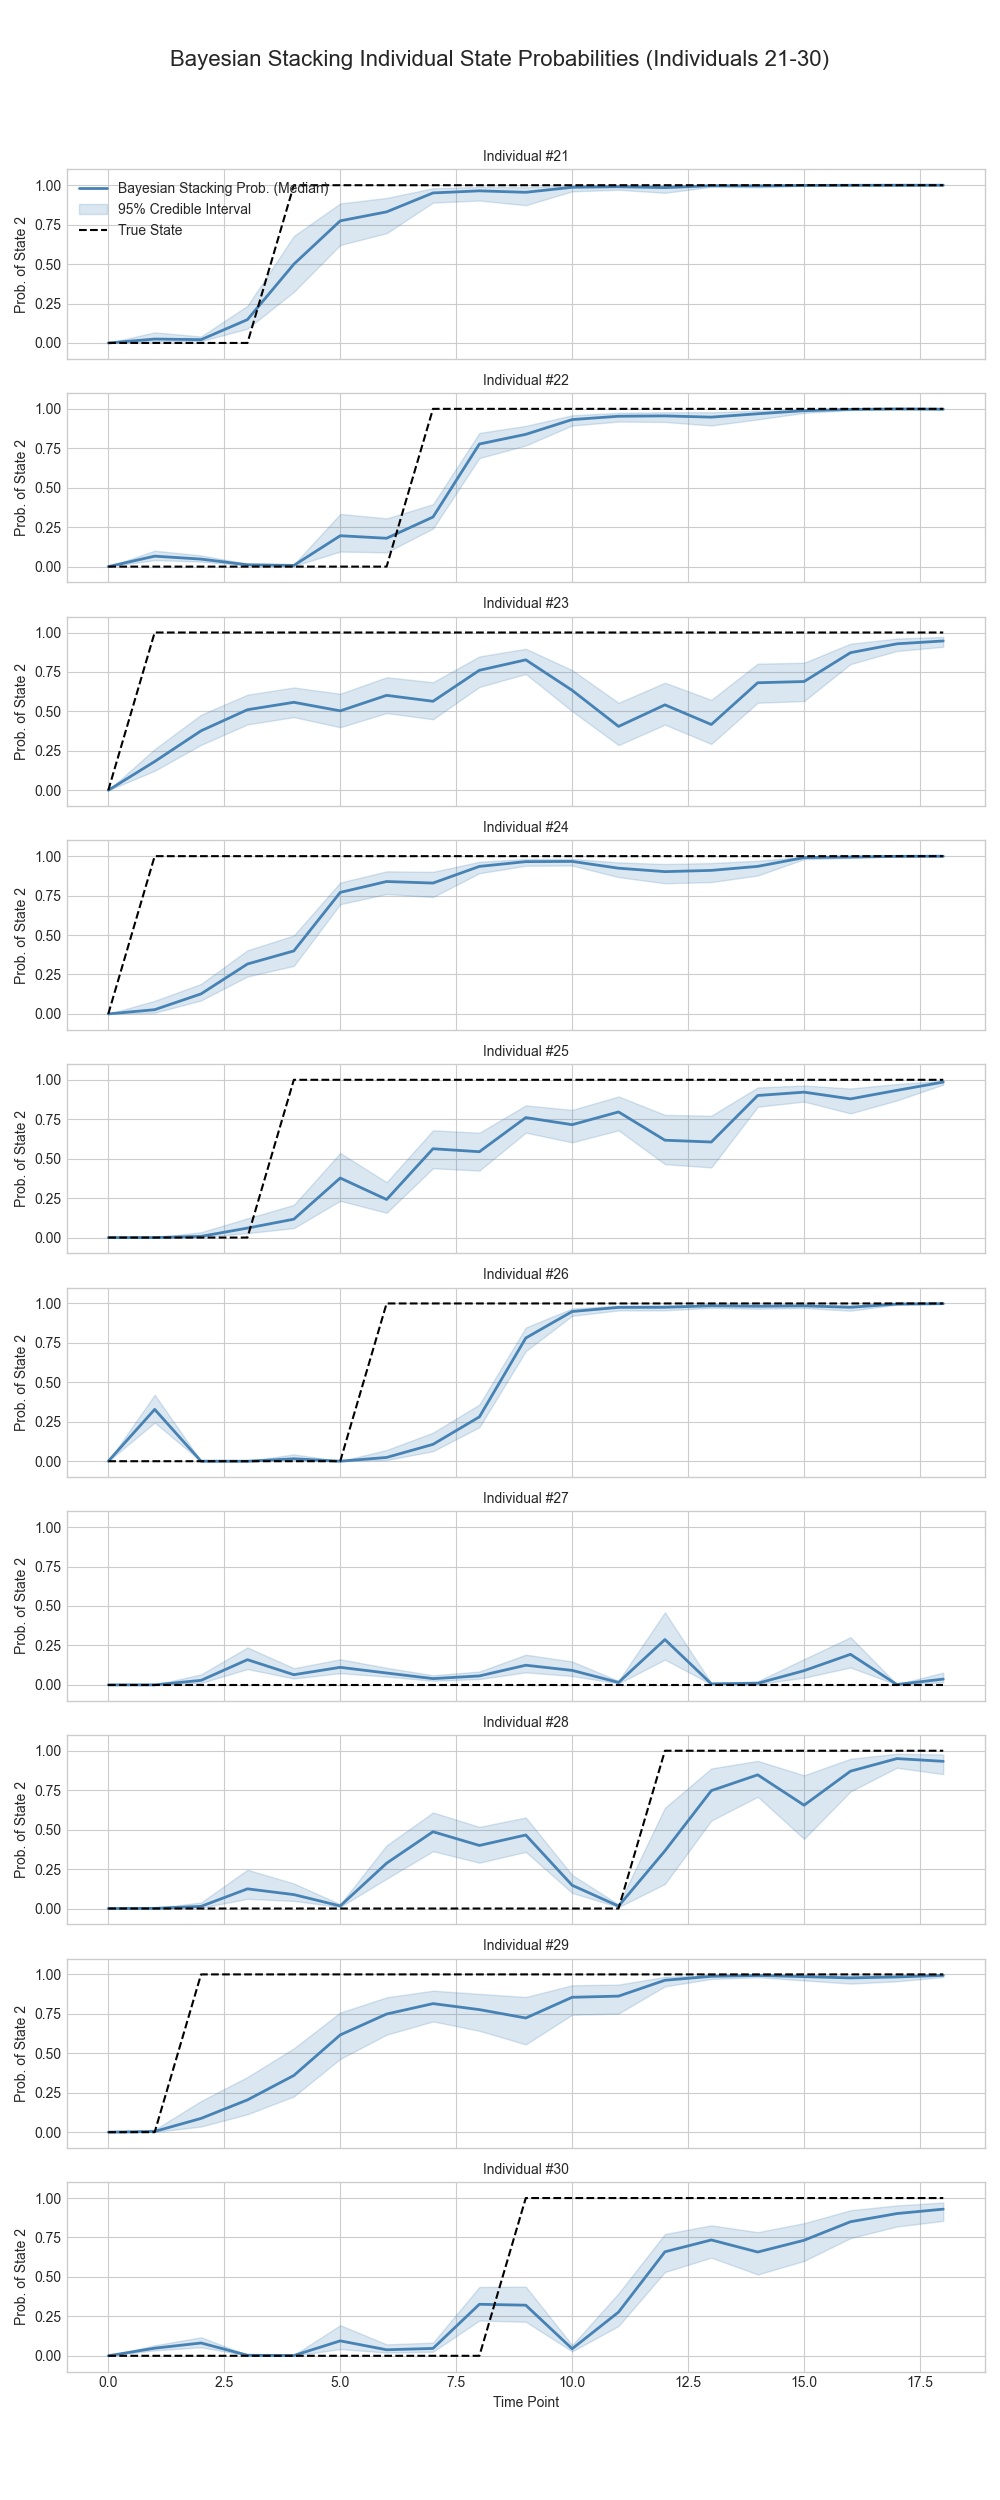 Bayesian Stacking Individual State Probabilities (Individuals 21-30)
Individual #21
Bayesian Stacking Prob. (Median)
95% Credible Interval
True State
1.00
0.75
0.50
0.25
0.00
Prob. of State 2
Individual #22
1.00
0.75
0.50
0.25
0.00
Prob. of State 2
Individual #23
1.00
0.75
0.50
0.25
0.00
Prob. of State 2
Individual #24
1.00
0.75
0.50
0.25
0.00
Prob. of State 2
Individual #25
1.00
0.75
0.50
0.25
0.00
Prob. of State 2
Individual #26
1.00
0.75
0.50
0.25
0.00
Prob. of State 2
Individual #27
1.00
0.75
0.50
0.25
0.00
Prob. of State 2
Individual #28
1.00
0.75
0.50
0.25
0.00
Prob. of State 2
Individual #29
1.00
0.75
0.50
0.25
0.00
Prob. of State 2
Individual #30
1.00
0.75
0.50
0.25
0.00
Prob. of State 2
0.0 2.5 5.0 7.5 10.0 12.5 15.0 17.5
Time Point